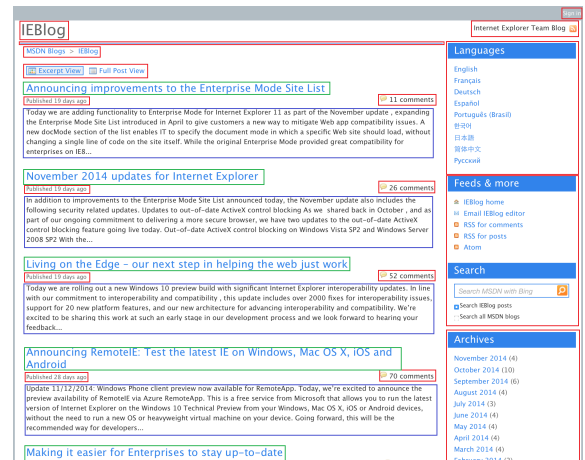 Sign in
IEBlog
Internet Explorer Team Blog
MSDN Blogs > IEBlog
Excerpt View Full Post View
Announcing improvements to the Enterprise Mode Site List
Published 19 days ago
11 comments
Today we are adding functionality to Enterprise Mode for Internet Explorer 11 as part of the November update , expanding
the Enterprise Mode Site List introduced in April to give customers a new way to mitigate Web app compatibility issues. A
new docMode section of the list enables IT to specify the document mode in which a specific Web site should load, without
changing a single line of code on the site itself. While the original Enterprise Mode provided great compatibility for
enterprises on IE8...
November 2014 updates for Internet Explorer
Published 19 days ago
26 comments
In addition to improvements to the Enterprise Mode Site List announced today, the November update also includes the
following security related updates. Updates to out-of-date ActiveX control blocking As we shared back in October , and as
part of our ongoing commitment to delivering a more secure browser, we have two updates to the out-of-date ActiveX
control blocking feature going live today. Out-of-date ActiveX control blocking on Windows Vista SP2 and Windows Server
2008 SP2 With the...
Living on the Edge – our next step in helping the web just work
Published 19 days ago
52 comments
Today we are rolling out a new Windows 10 preview build with significant Internet Explorer interoperability updates. In line
with our commitment to interoperability and compatibility , this update includes over 2000 fixes for interoperability issues,
support for 20 new platform features, and our new architecture for advancing interoperability and compatibility. We're
excited to be sharing this work at such an early stage in our development process and we look forward to hearing your
feedback...
Announcing RemoteIE: Test the latest IE on Windows, Mac OS X, iOS and
Android
Published 28 days ago
70 comments
Update 11/12/2014: Windows Phone client preview now available for RemoteApp. Today, we're excited to announce the
preview availability of RemoteIE via Azure RemoteApp. This is a free service from Microsoft that allows you to run the latest
version of Internet Explorer on the Windows 10 Technical Preview from your Windows, Mac OS X, iOS or Android devices,
without the need to run a new OS or heavyweight virtual machine on your device. Going forward, this will be the
recommended way for developers...
Making it easier for Enterprises to stay up-to-date
Languages
English
Français
Deutsch
Español
Português (Brasil)
한국어
日本語
简体中文
Русский
Feeds & more
IEBlog home
Email IEBlog editor
RSS for comments
RSS for posts
Atom
Search
Search MSDN with Bing
Search IEBlog posts
Search all MSDN blogs
Archives
November 2014 (4)
October 2014 (10)
September 2014 (6)
August 2014 (4)
July 2014 (3)
June 2014 (4)
May 2014 (4)
April 2014 (4)
March 2014 (4)
February 2014